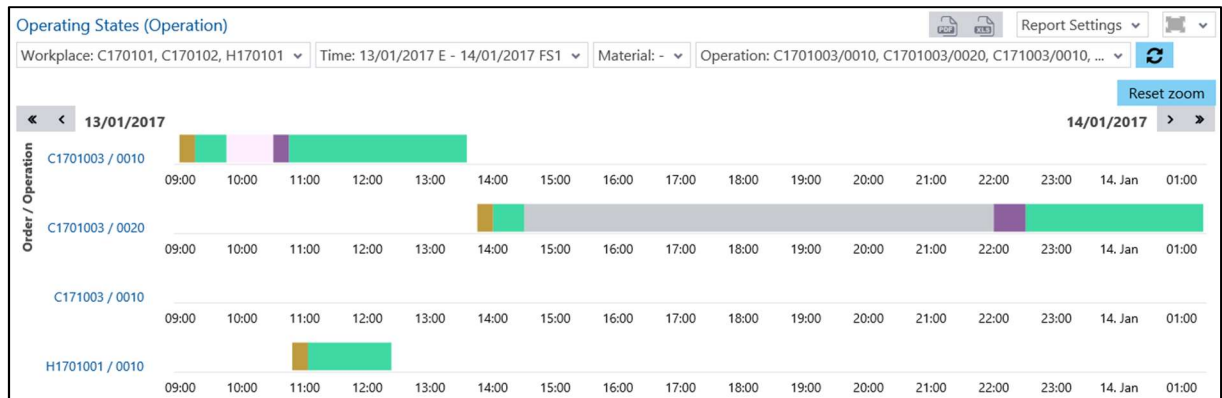 Operating States (Operation)
PDF XLS Report Settings
Workplace: C170101, C170102, H170101 Time: 13/01/2017 E - 14/01/2017 FS1 Material: - Operation: C1701003/0010, C1701003/0020, C171003/0010, ...
Reset zoom
13/01/2017 14/01/2017
Order / Operation
C1701003 / 0010
09:00 10:00 11:00 12:00 13:00 14:00 15:00 16:00 17:00 18:00 19:00 20:00 21:00 22:00 23:00 14. Jan 01:00
C1701003 / 0020
09:00 10:00 11:00 12:00 13:00 14:00 15:00 16:00 17:00 18:00 19:00 20:00 21:00 22:00 23:00 14. Jan 01:00
C171003 / 0010
09:00 10:00 11:00 12:00 13:00 14:00 15:00 16:00 17:00 18:00 19:00 20:00 21:00 22:00 23:00 14. Jan 01:00
H1701001 / 0010
09:00 10:00 11:00 12:00 13:00 14:00 15:00 16:00 17:00 18:00 19:00 20:00 21:00 22:00 23:00 14. Jan 01:00